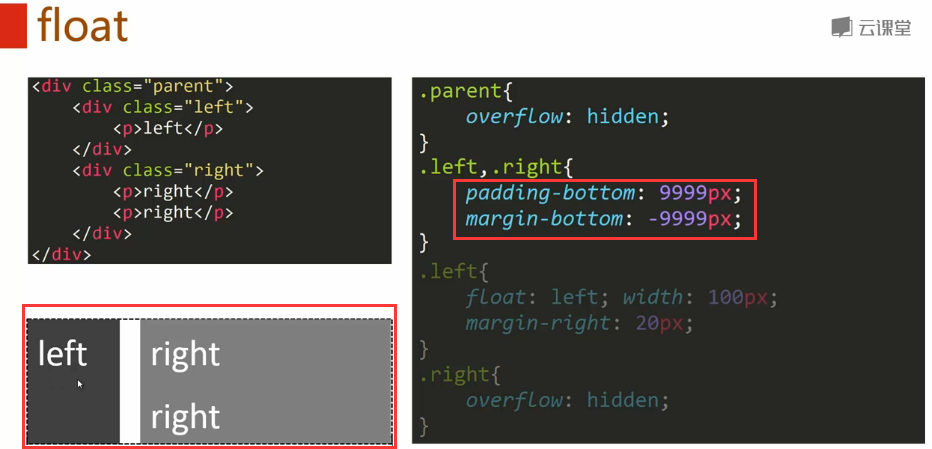 float
云课堂
<div class="parent">
<div class="left">
<p>left</p>
</div>
<div class="right">
<p>right</p>
<p>right</p>
</div>
</div>
left
right
right
.parent{
overflow: hidden;
}
.left,.right{
padding-bottom: 9999px;
margin-bottom: -9999px;
}
.left{
float: left; width: 100px;
margin-right: 20px;
}
.right{
overflow: hidden;
}